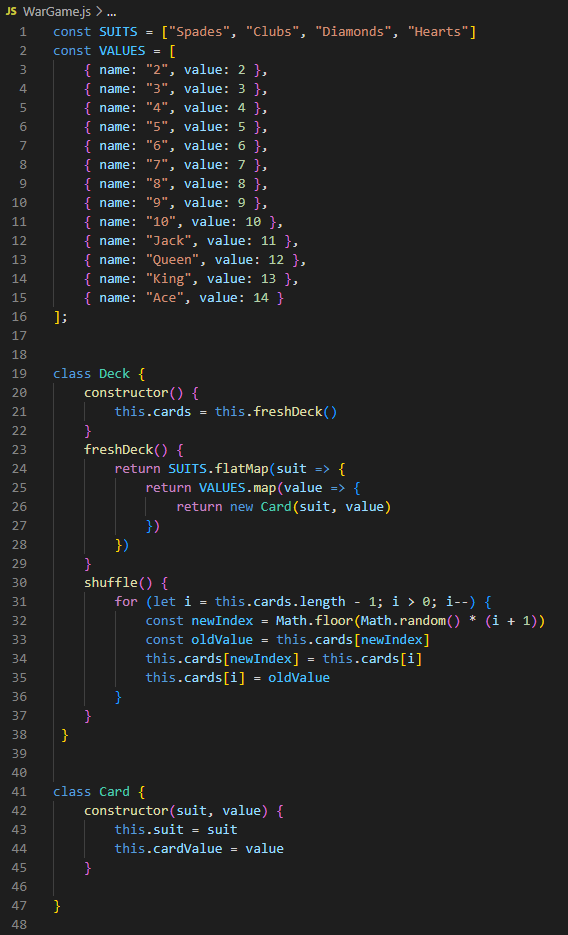 JS WarGame.js > ...
1 const SUITS = ["Spades", "Clubs", "Diamonds", "Hearts"]
2 const VALUES = [
3     { name: "2", value: 2 },
4     { name: "3", value: 3 },
5     { name: "4", value: 4 },
6     { name: "5", value: 5 },
7     { name: "6", value: 6 },
8     { name: "7", value: 7 },
9     { name: "8", value: 8 },
10     { name: "9", value: 9 },
11     { name: "10", value: 10 },
12     { name: "Jack", value: 11 },
13     { name: "Queen", value: 12 },
14     { name: "King", value: 13 },
15     { name: "Ace", value: 14 }
16 ];
17
18
19 class Deck {
20     constructor() {
21         this.cards = this.freshDeck()
22     }
23     freshDeck() {
24         return SUITS.flatMap(suit => {
25             return VALUES.map(value => {
26                 return new Card(suit, value)
27             })
28         })
29     }
30     shuffle() {
31         for (let i = this.cards.length - 1; i > 0; i--) {
32             const newIndex = Math.floor(Math.random() * (i + 1))
33             const oldValue = this.cards[newIndex]
34             this.cards[newIndex] = this.cards[i]
35             this.cards[i] = oldValue
36         }
37     }
38  }
39
40
41 class Card {
42     constructor(suit, value) {
43         this.suit = suit
44         this.cardValue = value
45     }
46
47 }
48